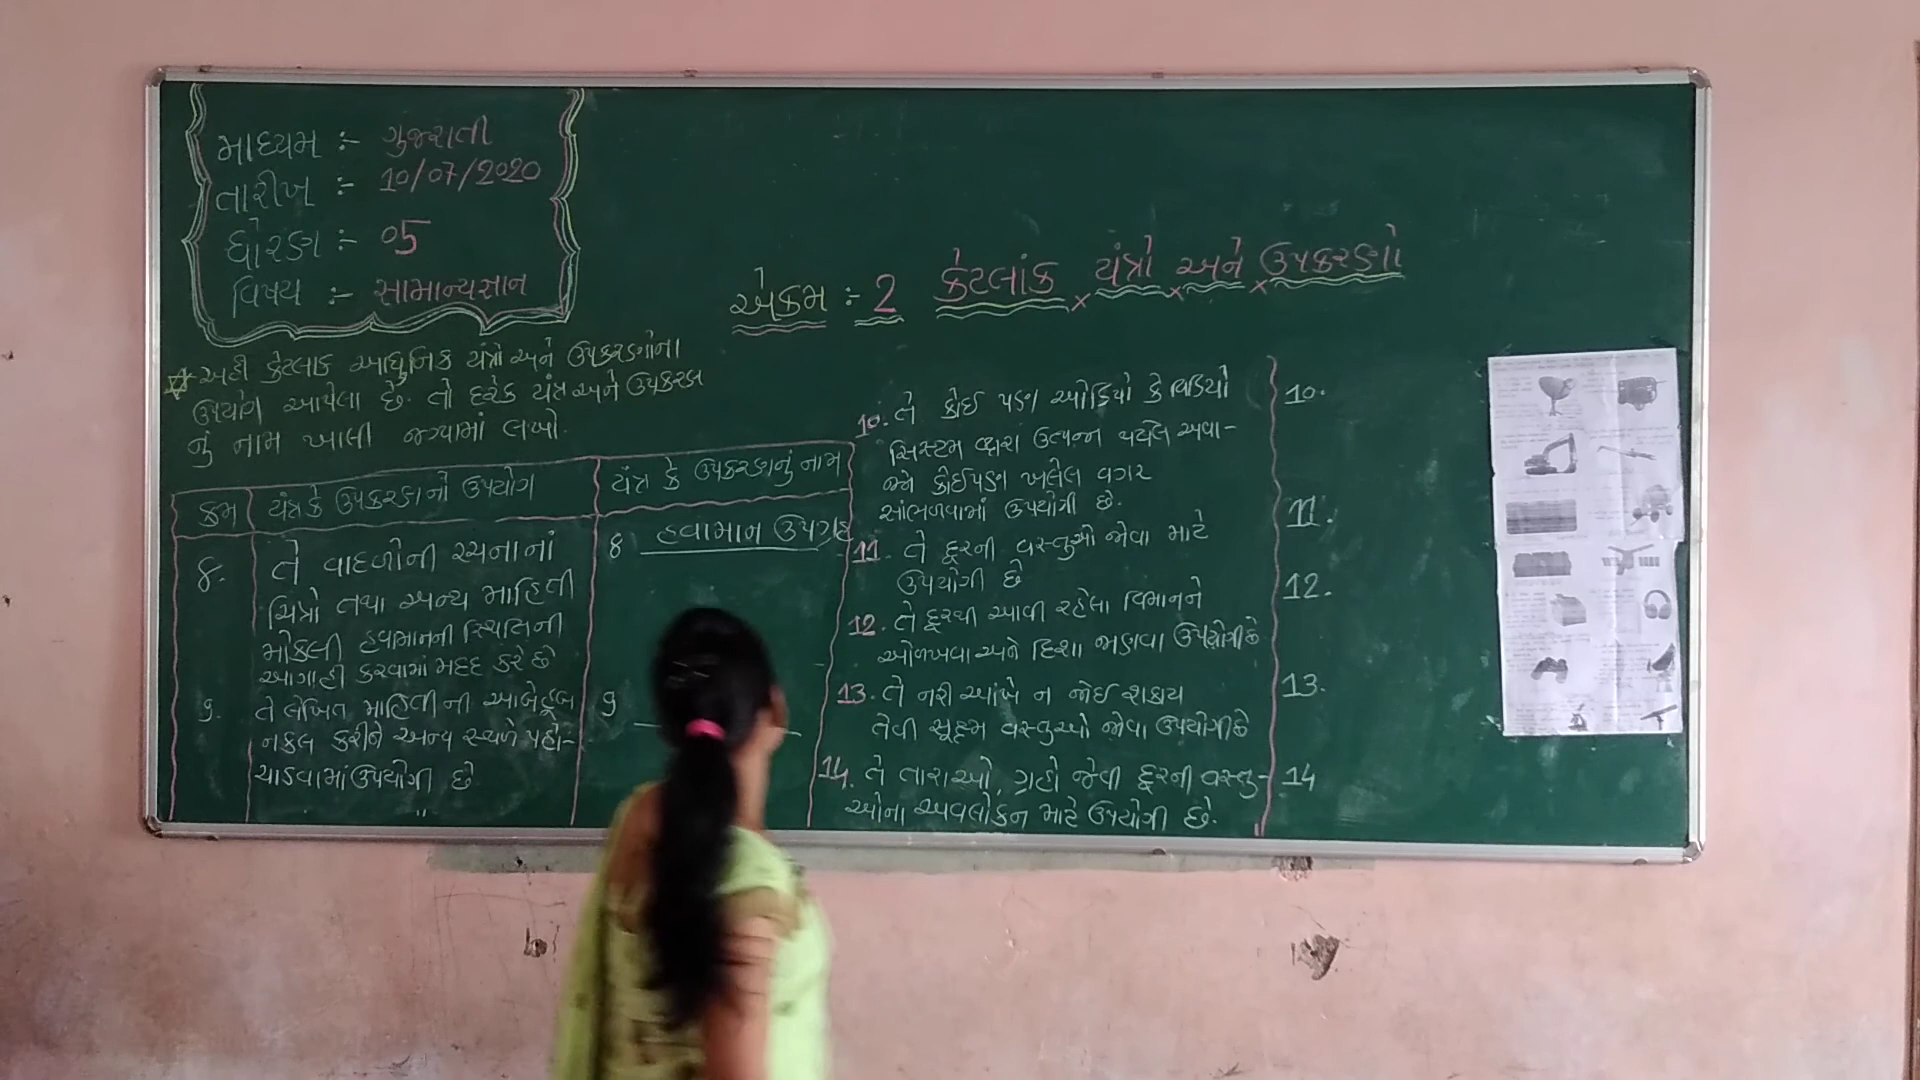 માધ્યમ :- ગુજરાતી
તારીખ :- 10/07/2020
ધોરણ :- 05
વિષય :- સામાન્યજ્ઞાન
એકમ :- 2 કેટલાંક યંત્રો અને ઉપકરણો
અહીં કેટલાક આધુનિક યંત્રો અને ઉપકરણોના
ઉપયોગ આપેલા છે. તો દરેક યંત્ર અને ઉપકરણ
નું નામ ખાલી જગ્યામાં લખો.
ક્રમ યંત્ર કે ઉપકરણનો ઉપયોગ યંત્ર કે ઉપકરણનું નામ
8. તે વાદળોની રચનાનાં
ચિત્રો તથા અન્ય માહિતી
મોકલી હવામાનની સ્થિતિની
આગાહી કરવામાં મદદ કરે છે
8 હવામાન ઉપગ્રહ
9. તે લેખિત માહિતીની આબેહૂબ
નકલ કરીને અન્ય સ્થળે પહો-
ચાડવામાં ઉપયોગી છે
9
10. તે કોઈ પણ ઓડિયો કે વિડિયો
સિસ્ટમ દ્વારા ઉત્પન્ન થયેલ અવા-
જને કોઈપણ ખલેલ વગર
સાંભળવામાં ઉપયોગી છે.
11. તે દૂરની વસ્તુઓ જોવા માટે
ઉપયોગી છે
12. તે દૂરથી આવી રહેલા વિમાનને
ઓળખવા અને દિશા જાણવા ઉપયોગી છે
13. તે નરી આંખે ન જોઈ શકાય
તેવી સૂક્ષ્મ વસ્તુઓ જોવા ઉપયોગી છે
14. તે તારાઓ, ગ્રહો જેવી દૂરની વસ્તુ-
ઓના અવલોકન માટે ઉપયોગી છે.
10.
11.
12.
13.
14